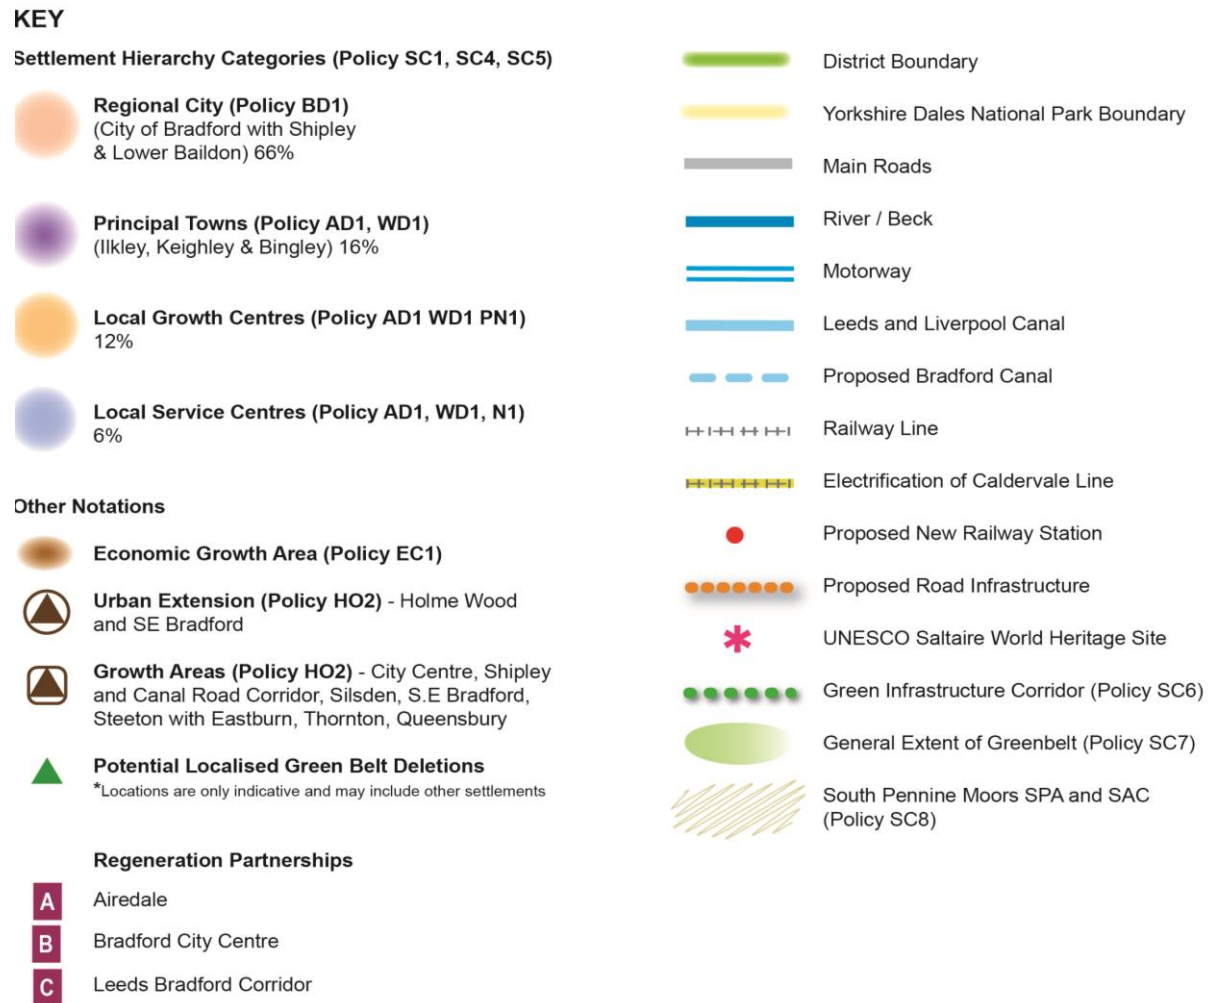 KEY
Settlement Hierarchy Categories (Policy SC1, SC4, SC5)
Regional City (Policy BD1)
(City of Bradford with Shipley
& Lower Baildon) 66%
Principal Towns (Policy AD1, WD1)
(Ilkley, Keighley & Bingley) 16%
Local Growth Centres (Policy AD1 WD1 PN1)
12%
Local Service Centres (Policy AD1, WD1, N1)
6%
Other Notations
Economic Growth Area (Policy EC1)
Urban Extension (Policy HO2) - Holme Wood
and SE Bradford
Growth Areas (Policy HO2) - City Centre, Shipley
and Canal Road Corridor, Silsden, S.E Bradford,
Steeton with Eastburn, Thornton, Queensbury
Potential Localised Green Belt Deletions
*Locations are only indicative and may include other settlements
Regeneration Partnerships
A Airedale
B Bradford City Centre
C Leeds Bradford Corridor
District Boundary
Yorkshire Dales National Park Boundary
Main Roads
River / Beck
Motorway
Leeds and Liverpool Canal
Proposed Bradford Canal
Railway Line
Electrification of Caldervale Line
Proposed New Railway Station
Proposed Road Infrastructure
UNESCO Saltaire World Heritage Site
Green Infrastructure Corridor (Policy SC6)
General Extent of Greenbelt (Policy SC7)
South Pennine Moors SPA and SAC
(Policy SC8)